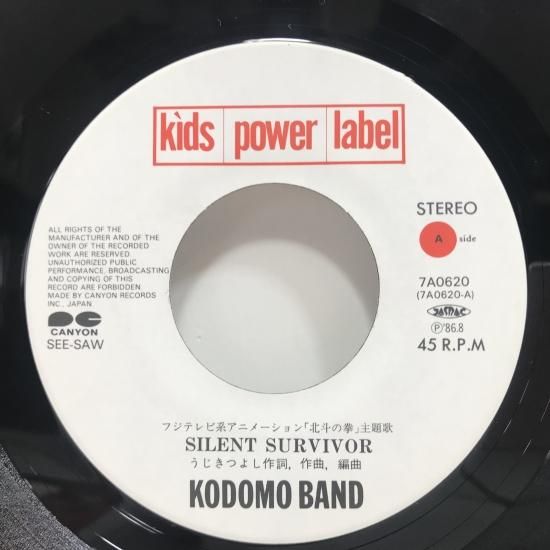 kids power label
ALL RIGHTS OF THE
MANUFACTURER AND OF THE
OWNER OF THE RECORDED
WORK ARE RESERVED.
UNAUTHORIZED PUBLIC
PERFORMANCE, BROADCASTING
AND COPYING OF THIS
RECORD ARE FORBIDDEN
MADE BY CANYON RECORDS
INC., JAPAN.
CANYON
SEE-SAW
STEREO
A side
7A0620
(7A0620-A)
JASRAC
Ⓟ'86.8
45 R.P.M
フジテレビ系アニメーション「北斗の拳」主題歌
SILENT SURVIVOR
うじきつよし作詞, 作曲, 編曲
KODOMO BAND